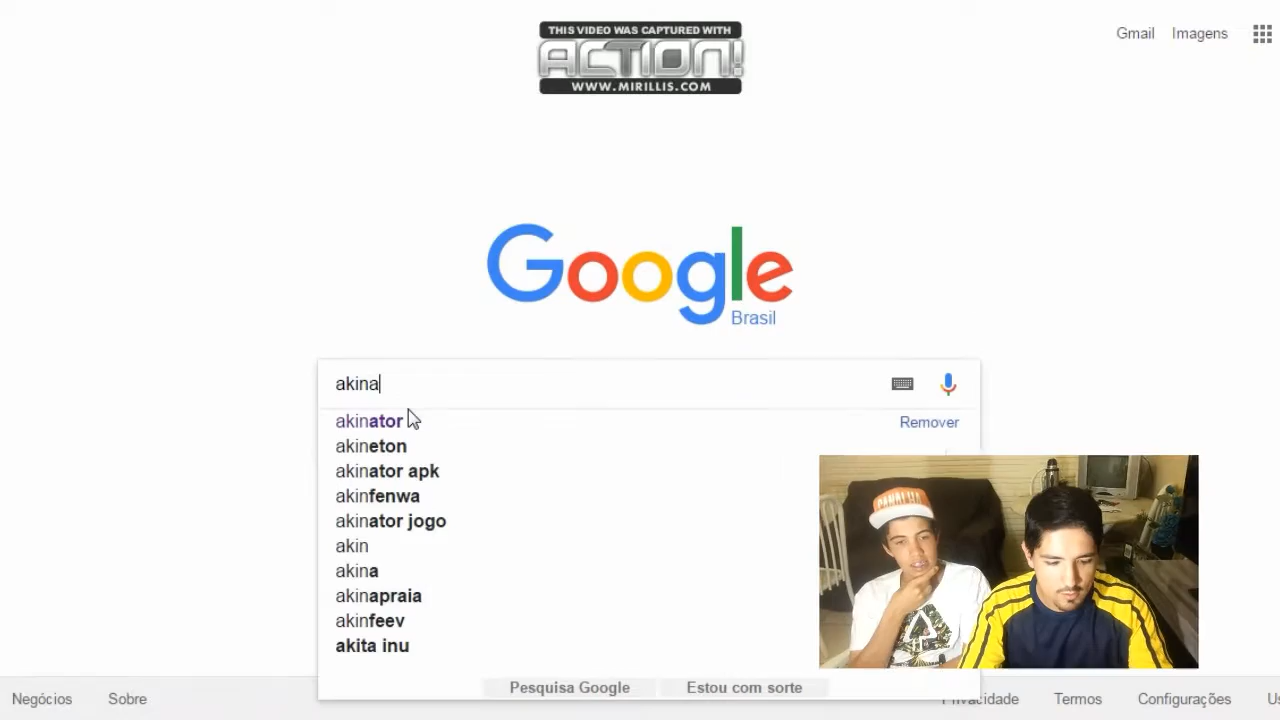 THIS VIDEO WAS CAPTURED WITH
ACTION!
WWW.MIRILLIS.COM
Gmail Imagens
Google
Brasil
akina
akinator Remover
akineton
akinator apk
akinfenwa
akinator jogo
akin
akina
akinapraia
akinfeev
akita inu
Pesquisa Google Estou com sorte
Negócios Sobre Privacidade Termos Configurações